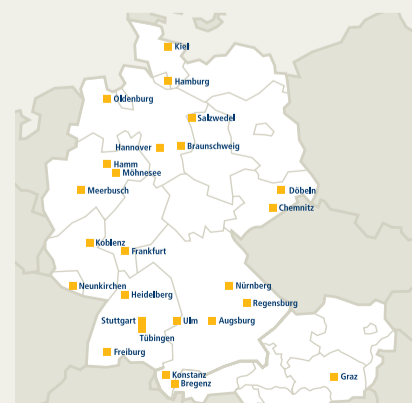 Kiel
Hamburg
Oldenburg
Salzwedel
Hannover
Braunschweig
Hamm
Möhnesee
Meerbusch
Döbeln
Chemnitz
Koblenz
Frankfurt
Neunkirchen
Nürnberg
Heidelberg
Regensburg
Stuttgart
Ulm
Augsburg
Tübingen
Freiburg
Konstanz
Graz
Bregenz